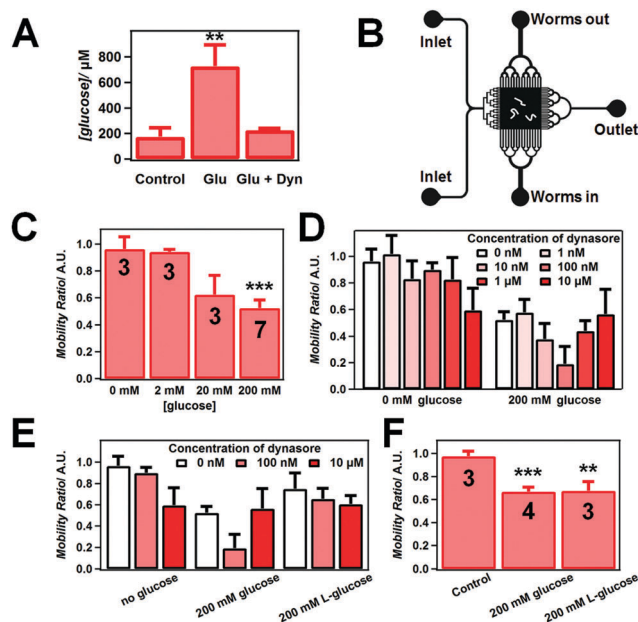 A
**
[glucose]/ µM
800
600
400
200
0
Control Glu Glu + Dyn
B
Inlet
Worms out
Outlet
Inlet
Worms in
C
Mobility Ratio/ A.U.
1.0
0.8
0.6
0.4
0.2
0.0
3
3
3
***
7
0 mM 2 mM 20 mM 200 mM
[glucose]
D
Concentration of dynasore
0 nM 1 nM
10 nM 100 nM
1 µM 10 µM
Mobility Ratio/ A.U.
1.0
0.8
0.6
0.4
0.2
0.0
0 mM glucose 200 mM glucose
E
Concentration of dynasore
0 nM 100 nM 10 µM
Mobility Ratio/ A.U.
1.0
0.8
0.6
0.4
0.2
0.0
no glucose
200 mM glucose
200 mM L-glucose
F
Mobility Ratio/ A.U.
1.0
0.8
0.6
0.4
0.2
0.0
3
***
4
**
3
Control
200 mM glucose
200 mM L-glucose